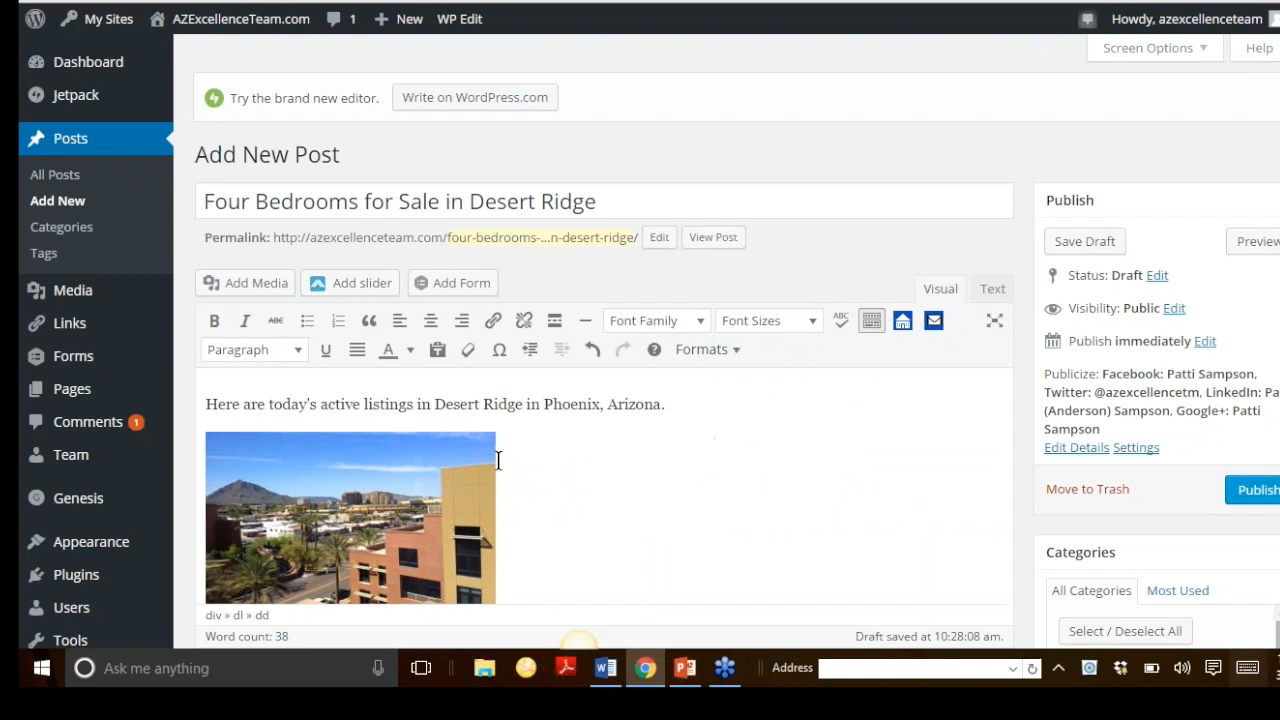 My Sites AZExcellenceTeam.com 1 New WP Edit Howdy, azexcellenceteam
Screen Options Help
Dashboard
Jetpack
Posts
All Posts
Add New
Categories
Tags
Media
Links
Forms
Pages
Comments 1
Team
Genesis
Appearance
Plugins
Users
Tools
Try the brand new editor. Write on WordPress.com
Add New Post
Four Bedrooms for Sale in Desert Ridge
Permalink: http://azexcellenceteam.com/four-bedrooms-...n-desert-ridge/ Edit View Post
Add Media Add slider Add Form Visual Text
B I ABC Font Family Font Sizes ABC
Paragraph U A Formats
Here are today's active listings in Desert Ridge in Phoenix, Arizona.
div » dl » dd
Word count: 38 Draft saved at 10:28:08 am.
Publish
Save Draft Preview
Status: Draft Edit
Visibility: Public Edit
Publish immediately Edit
Publicize: Facebook: Patti Sampson,
Twitter: @azexcellencetm, LinkedIn: Pa
(Anderson) Sampson, Google+: Patti
Sampson
Edit Details Settings
Move to Trash Publish
Categories
All Categories Most Used
Select / Deselect All
Ask me anything Address